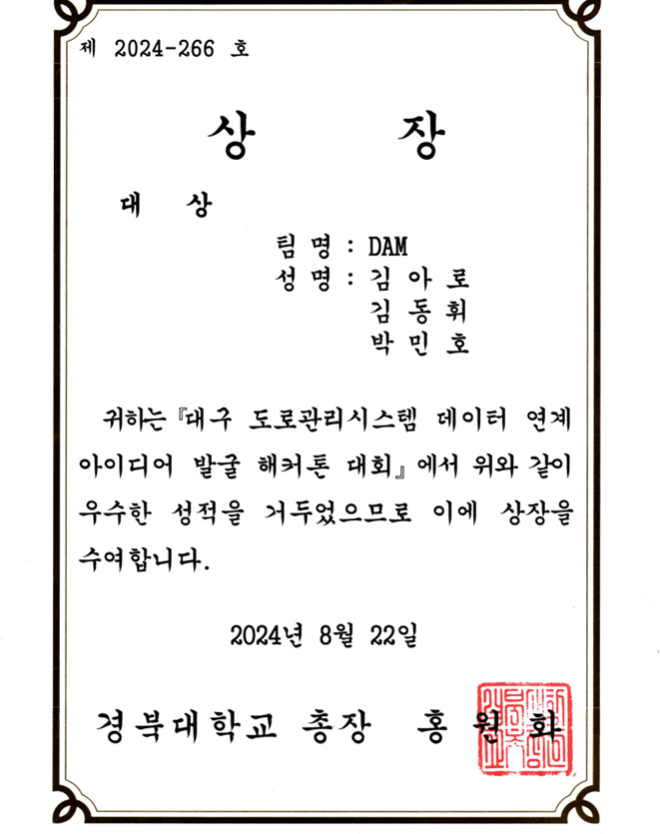 제 2024-266 호
상 장
대 상
팀 명 : DAM
성 명 : 김 아 로
김 동 휘
박 민 호
귀하는 『대구 도로관리시스템 데이터 연계
아이디어 발굴 해커톤 대회』에서 위와 같이
우수한 성적을 거두었으므로 이에 상장을
수여합니다.
2024년 8월 22일
경북대학교 총장 홍 원 화